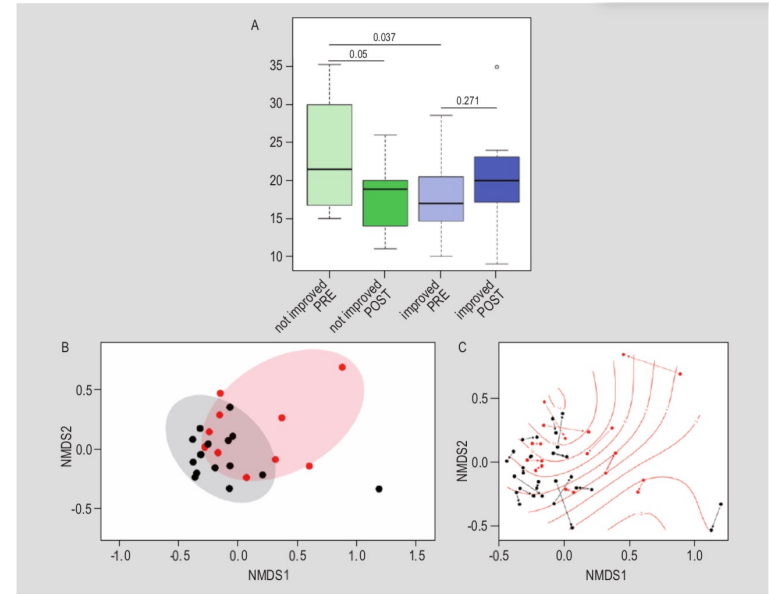 A
0.037
0.05
0.271
35
30
25
20
15
10
not improved
PRE
not improved
POST
improved
PRE
improved
POST
B
NMDS2
0.5
0.0
-0.5
-1.0 -0.5 0.0 0.5 1.0 1.5
NMDS1
C
NMDS2
0.5
0.0
-0.5
-0.5 0.0 0.5 1.0
NMDS1